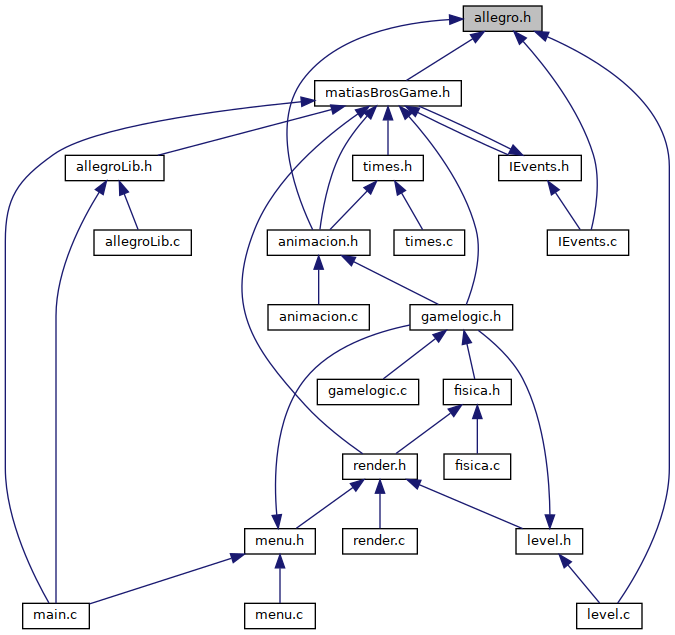 allegro.h
matiasBrosGame.h
allegroLib.h
times.h
IEvents.h
allegroLib.c
animacion.h
times.c
IEvents.c
animacion.c
gamelogic.h
gamelogic.c
fisica.h
render.h
fisica.c
menu.h
render.c
level.h
main.c
menu.c
level.c